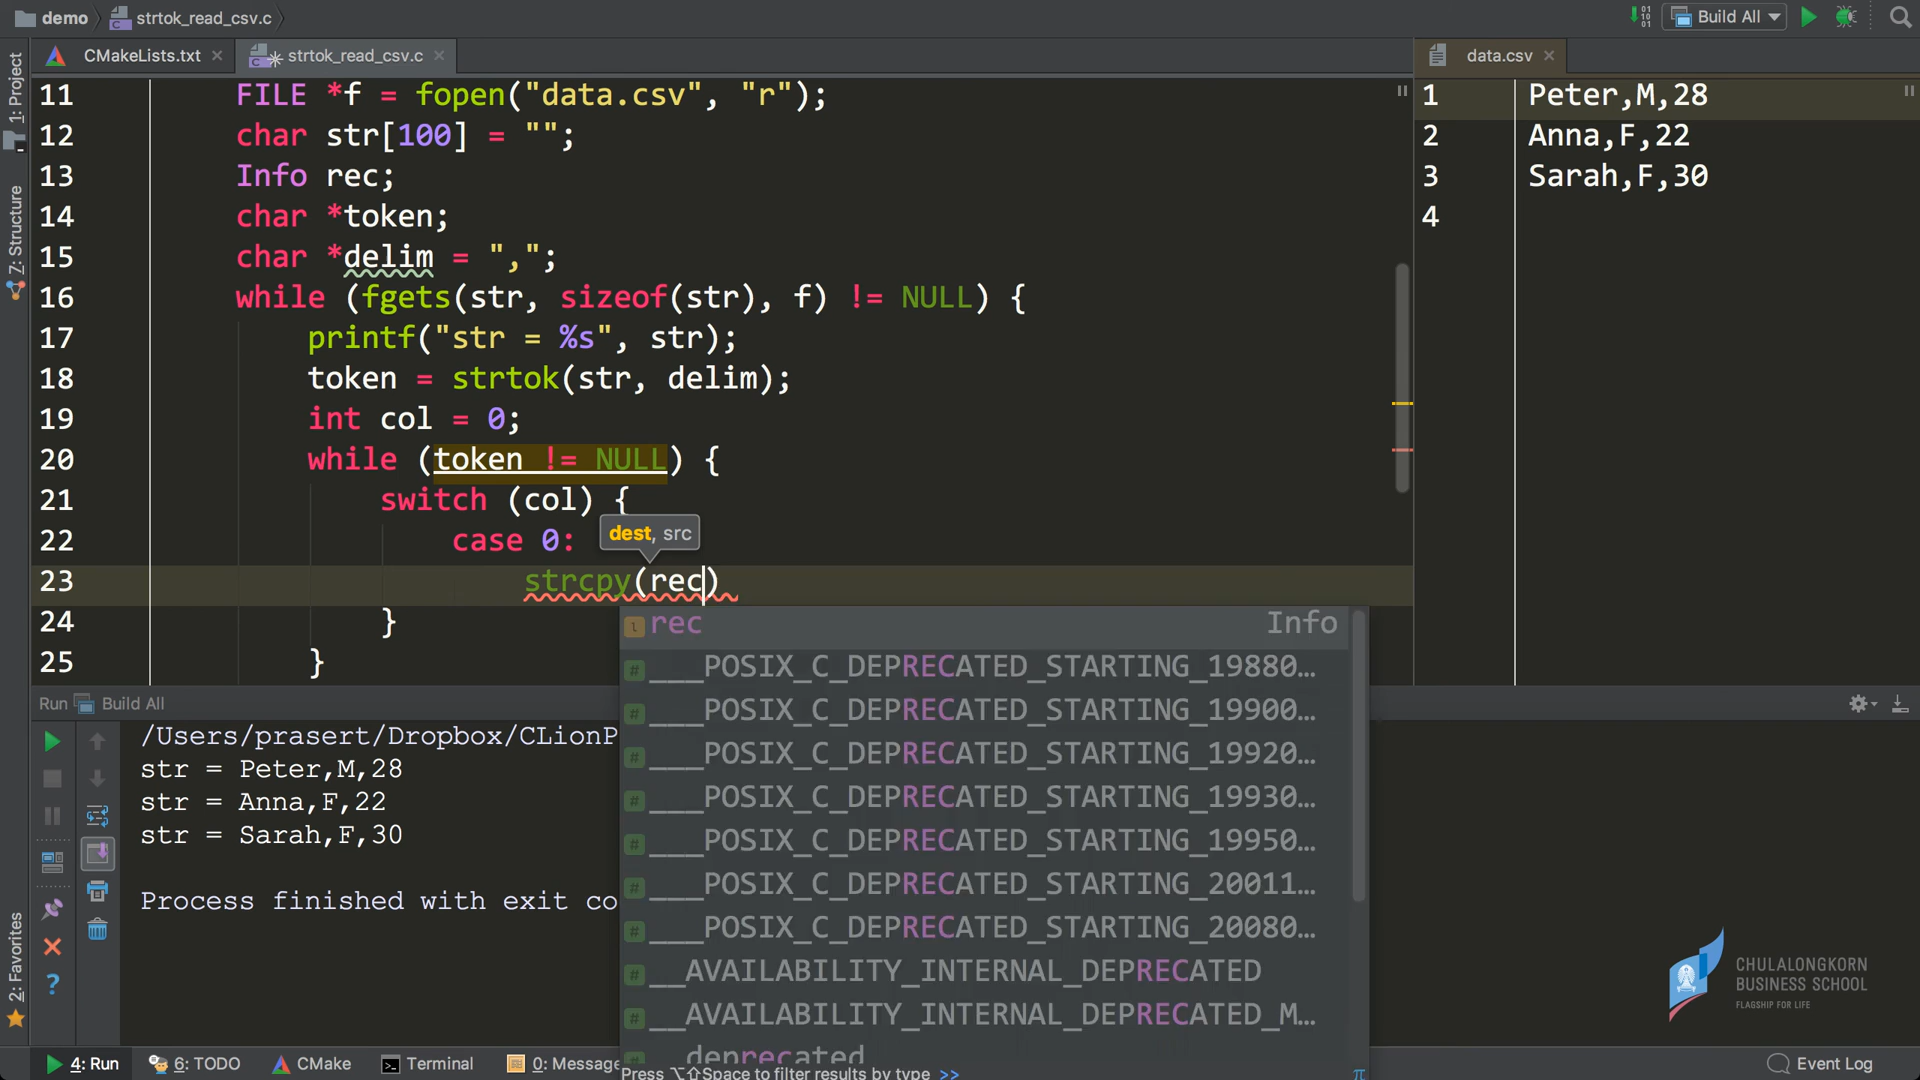 demo strtok_read_csv.c Build All
CMakeLists.txt strtok_read_csv.c data.csv
1: Project
Z: Structure
2: Favorites
11 FILE *f = fopen("data.csv", "r");
12 char str[100] = "";
13 Info rec;
14 char *token;
15 char *delim = ",";
16 while (fgets(str, sizeof(str), f) != NULL) {
17 printf("str = %s", str);
18 token = strtok(str, delim);
19 int col = 0;
20 while (token != NULL) {
21 switch (col) {
22 case 0:
dest, src
23 strcpy(rec)
24 }
25 }
1 Peter,M,28
2 Anna,F,22
3 Sarah,F,30
4
rec Info
___POSIX_C_DEPRECATED_STARTING_19880…
___POSIX_C_DEPRECATED_STARTING_19900…
___POSIX_C_DEPRECATED_STARTING_19920…
___POSIX_C_DEPRECATED_STARTING_19930…
___POSIX_C_DEPRECATED_STARTING_19950…
___POSIX_C_DEPRECATED_STARTING_20011…
___POSIX_C_DEPRECATED_STARTING_20080…
__AVAILABILITY_INTERNAL_DEPRECATED
__AVAILABILITY_INTERNAL_DEPRECATED_M…
__deprecated
Press ⌥⇧Space to filter results by type >>
Run Build All
/Users/prasert/Dropbox/CLionP
str = Peter,M,28
str = Anna,F,22
str = Sarah,F,30
Process finished with exit co
CHULALONGKORN
BUSINESS SCHOOL
FLAGSHIP FOR LIFE
4: Run 6: TODO CMake Terminal 0: Message Event Log